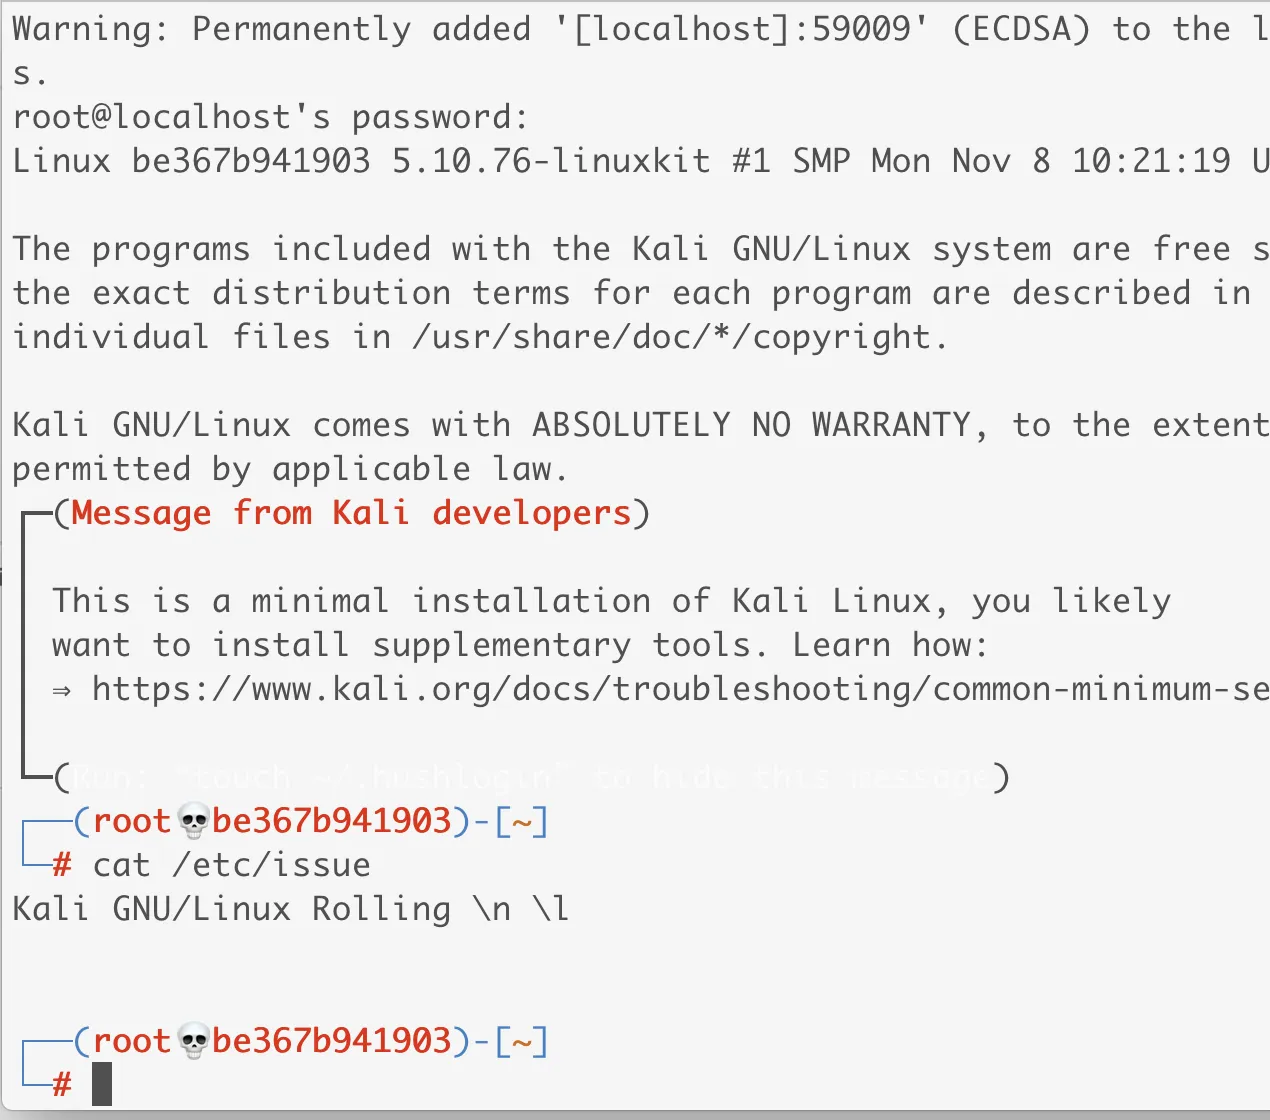 Warning: Permanently added '[localhost]:59009' (ECDSA) to the l
s.
root@localhost's password:
Linux be367b941903 5.10.76-linuxkit #1 SMP Mon Nov 8 10:21:19 U
The programs included with the Kali GNU/Linux system are free s
the exact distribution terms for each program are described in
individual files in /usr/share/doc/*/copyright.
Kali GNU/Linux comes with ABSOLUTELY NO WARRANTY, to the extent
permitted by applicable law.
┌──(Message from Kali developers)
│ This is a minimal installation of Kali Linux, you likely
│ want to install supplementary tools. Learn how:
│ ⇒ https://www.kali.org/docs/troubleshooting/common-minimum-se
└──(Run: "touch ~/.hushlogin" to hide this message)
┌──(root💀be367b941903)-[~]
└─# cat /etc/issue
Kali GNU/Linux Rolling \n \l
┌──(root💀be367b941903)-[~]
└─#